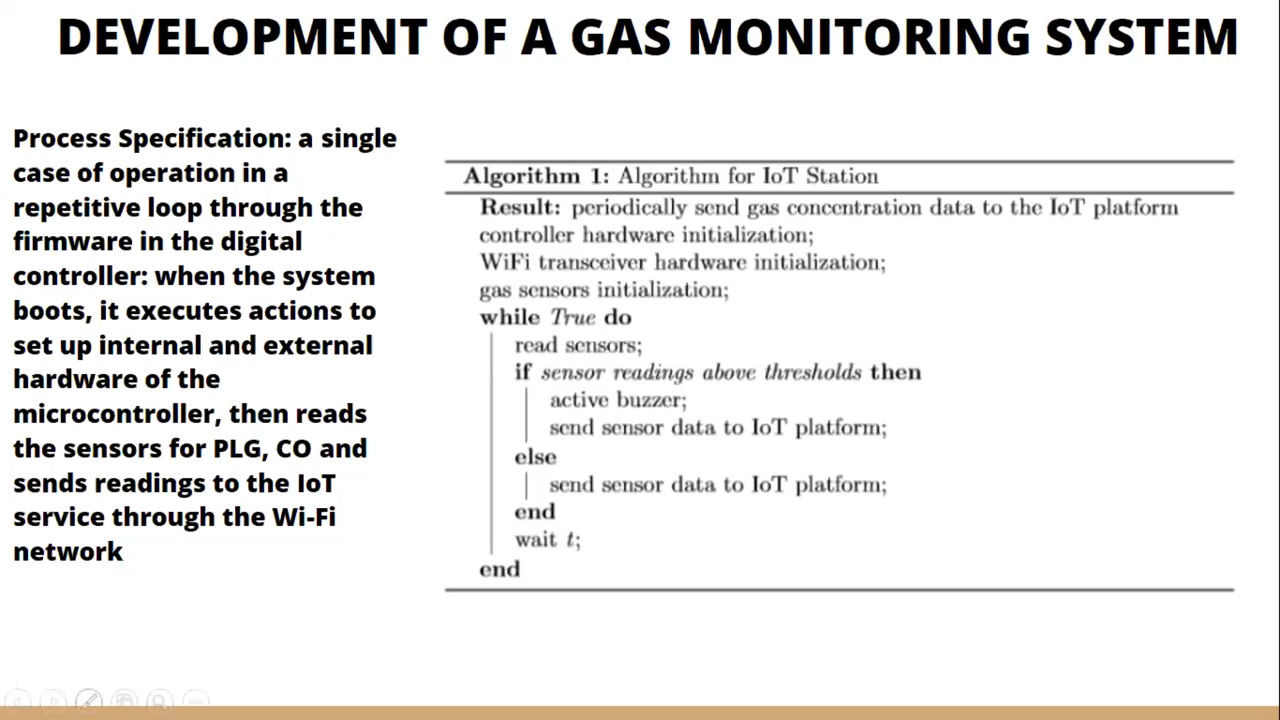 DEVELOPMENT OF A GAS MONITORING SYSTEM
Process Specification: a single
case of operation in a
repetitive loop through the
firmware in the digital
controller: when the system
boots, it executes actions to
set up internal and external
hardware of the
microcontroller, then reads
the sensors for PLG, CO and
sends readings to the IoT
service through the Wi-Fi
network
Algorithm 1: Algorithm for IoT Station
Result: periodically send gas concentration data to the IoT platform
controller hardware initialization;
WiFi transceiver hardware initialization;
gas sensors initialization;
while True do
read sensors;
if sensor readings above thresholds then
active buzzer;
send sensor data to IoT platform;
else
send sensor data to IoT platform;
end
wait t;
end